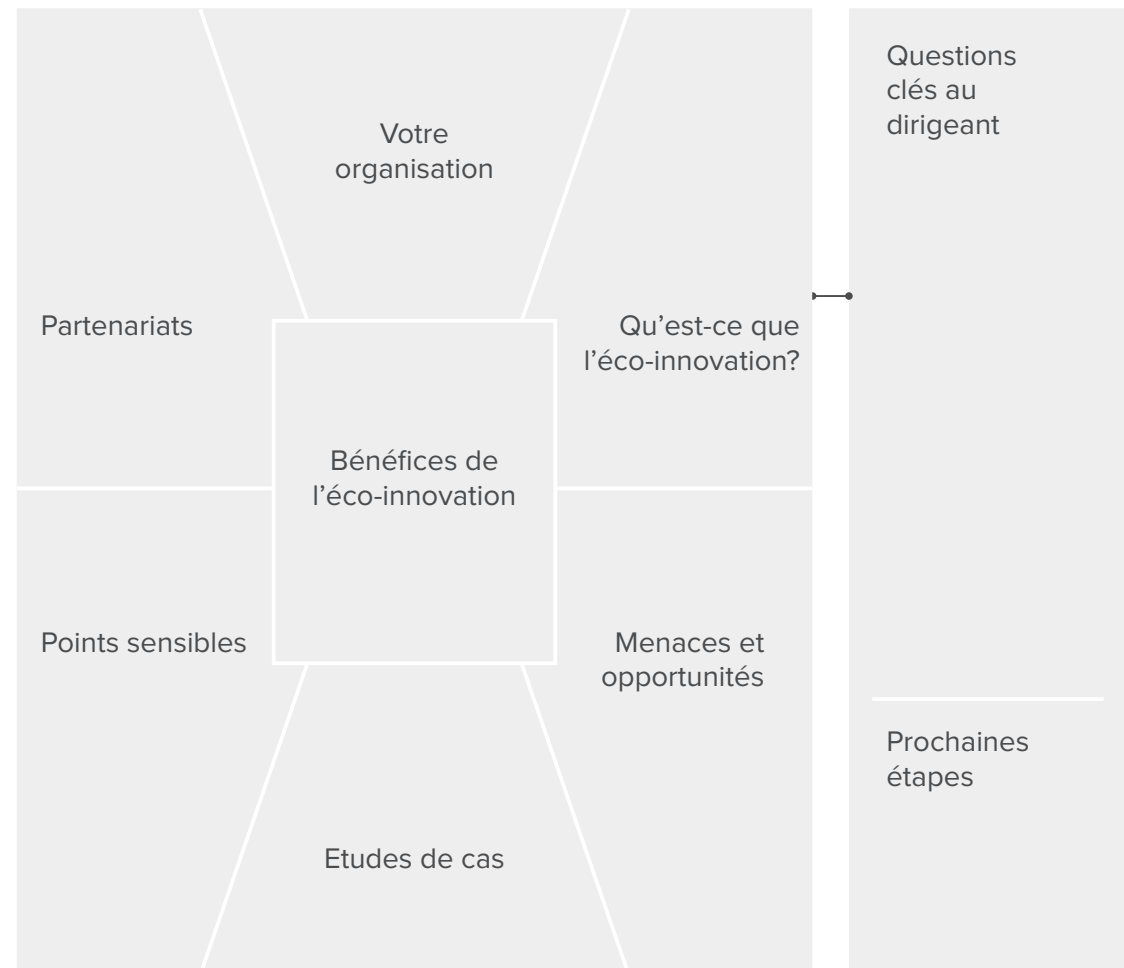 Votre
organisation
Partenariats
Qu’est-ce que
l’éco-innovation?
Bénéfices de
l’éco-innovation
Points sensibles
Menaces et
opportunités
Etudes de cas
Questions
clés au
dirigeant
Prochaines
étapes